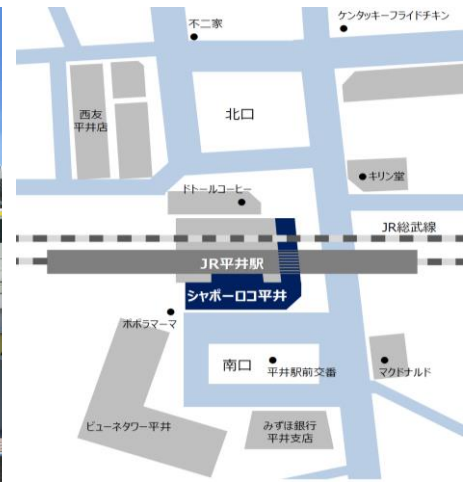 不二家
ケンタッキーフライドチキン
西友
平井店
北口
キリン堂
ドトールコーヒー
JR総武線
JR平井駅
シャポーロコ平井
ポポラマーマ
南口
平井駅前交番
マクドナルド
ビューネタワー平井
みずほ銀行
平井支店